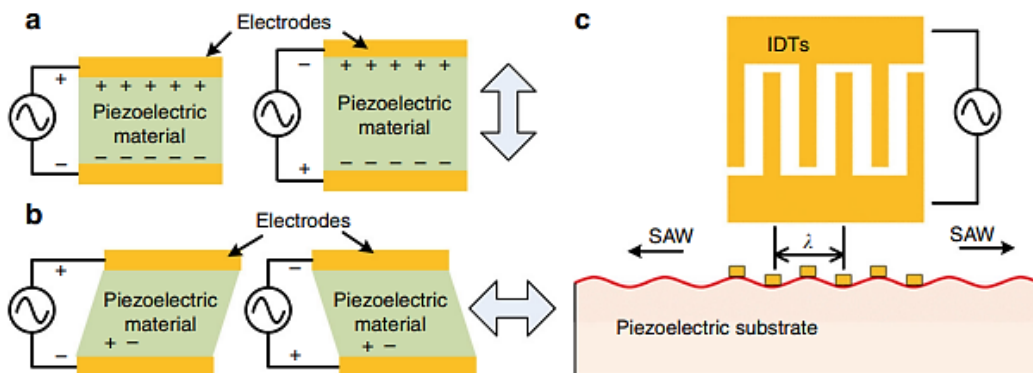 a
Electrodes
+
−
+ + + + +
Piezoelectric
material
− − − − −
−
+
+ + + + +
Piezoelectric
material
− − − − −
b
Electrodes
+
−
Piezoelectric
material
+ −
−
+
Piezoelectric
material
+ −
c
IDTs
SAW
λ
SAW
Piezoelectric substrate